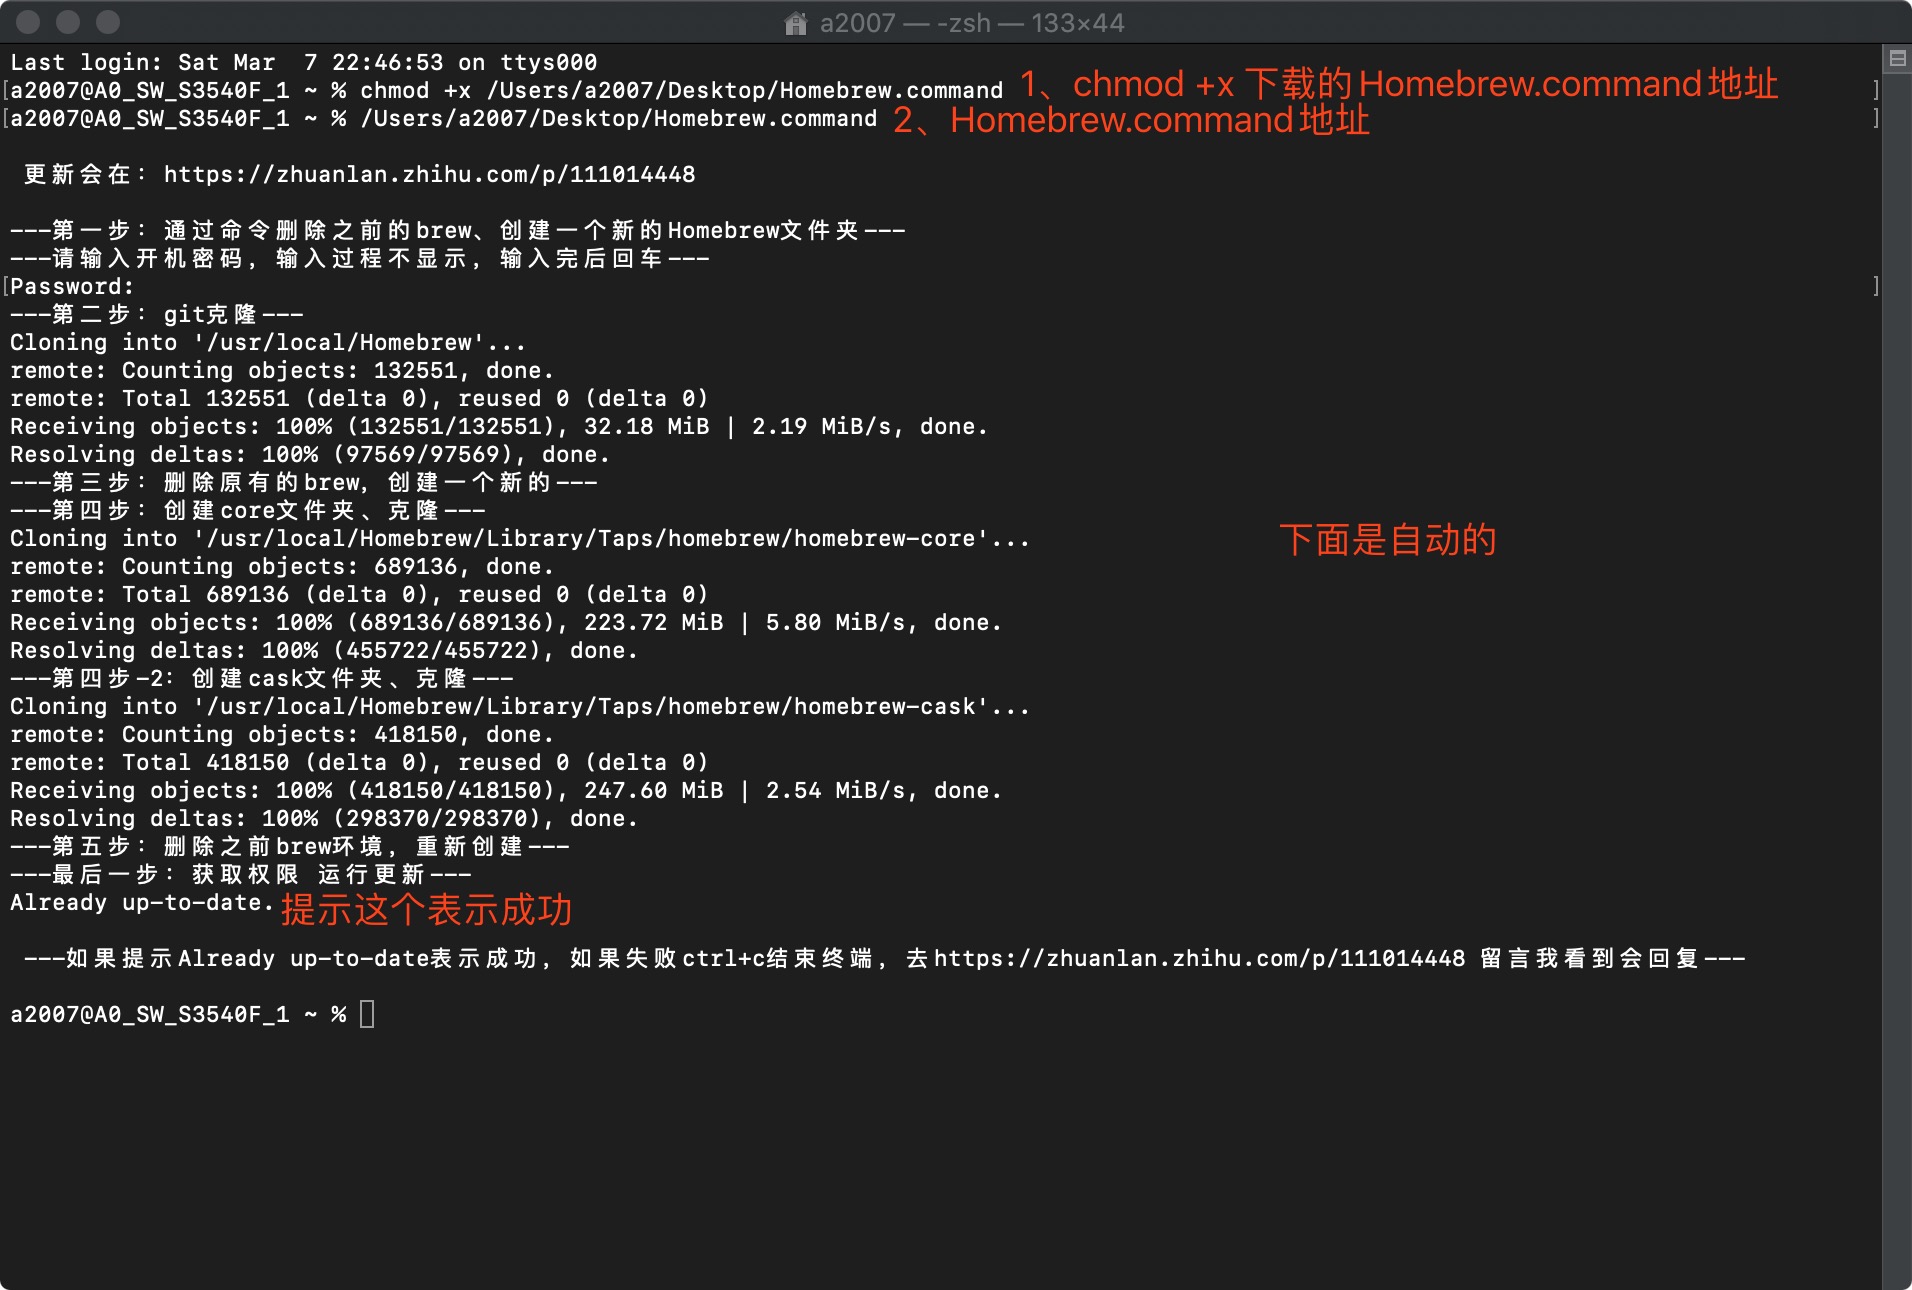 a2007 — -zsh — 133×44
Last login: Sat Mar  7 22:46:53 on ttys000
[a2007@A0_SW_S3540F_1 ~ % chmod +x /Users/a2007/Desktop/Homebrew.command 1、chmod +x 下载的Homebrew.command地址 ]
[a2007@A0_SW_S3540F_1 ~ % /Users/a2007/Desktop/Homebrew.command 2、Homebrew.command地址 ]
更新会在：https://zhuanlan.zhihu.com/p/111014448
---第一步：通过命令删除之前的brew、创建一个新的Homebrew文件夹---
---请输入开机密码，输入过程不显示，输入完后回车---
[Password: ]
---第二步：git克隆---
Cloning into '/usr/local/Homebrew'...
remote: Counting objects: 132551, done.
remote: Total 132551 (delta 0), reused 0 (delta 0)
Receiving objects: 100% (132551/132551), 32.18 MiB | 2.19 MiB/s, done.
Resolving deltas: 100% (97569/97569), done.
---第三步：删除原有的brew，创建一个新的---
---第四步：创建core文件夹、克隆---
Cloning into '/usr/local/Homebrew/Library/Taps/homebrew/homebrew-core'... 下面是自动的
remote: Counting objects: 689136, done.
remote: Total 689136 (delta 0), reused 0 (delta 0)
Receiving objects: 100% (689136/689136), 223.72 MiB | 5.80 MiB/s, done.
Resolving deltas: 100% (455722/455722), done.
---第四步-2：创建cask文件夹、克隆---
Cloning into '/usr/local/Homebrew/Library/Taps/homebrew/homebrew-cask'...
remote: Counting objects: 418150, done.
remote: Total 418150 (delta 0), reused 0 (delta 0)
Receiving objects: 100% (418150/418150), 247.60 MiB | 2.54 MiB/s, done.
Resolving deltas: 100% (298370/298370), done.
---第五步：删除之前brew环境，重新创建---
---最后一步：获取权限 运行更新---
Already up-to-date. 提示这个表示成功
---如果提示Already up-to-date表示成功，如果失败ctrl+c结束终端，去https://zhuanlan.zhihu.com/p/111014448 留言我看到会回复---
a2007@A0_SW_S3540F_1 ~ %